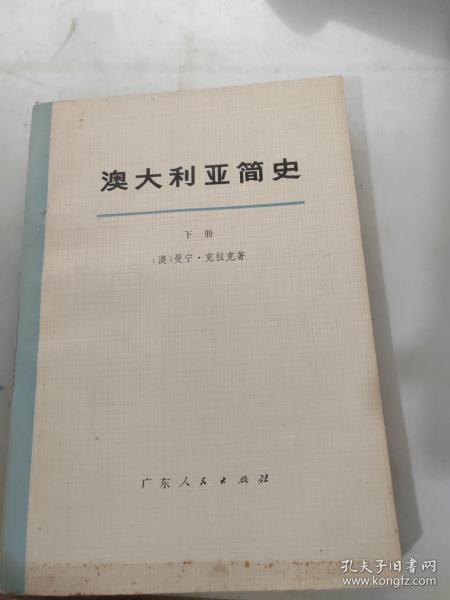 澳大利亚简史
下册
〔澳〕曼宁·克拉克著
广东人民出版社
孔夫子旧书网
www.kongfz.com